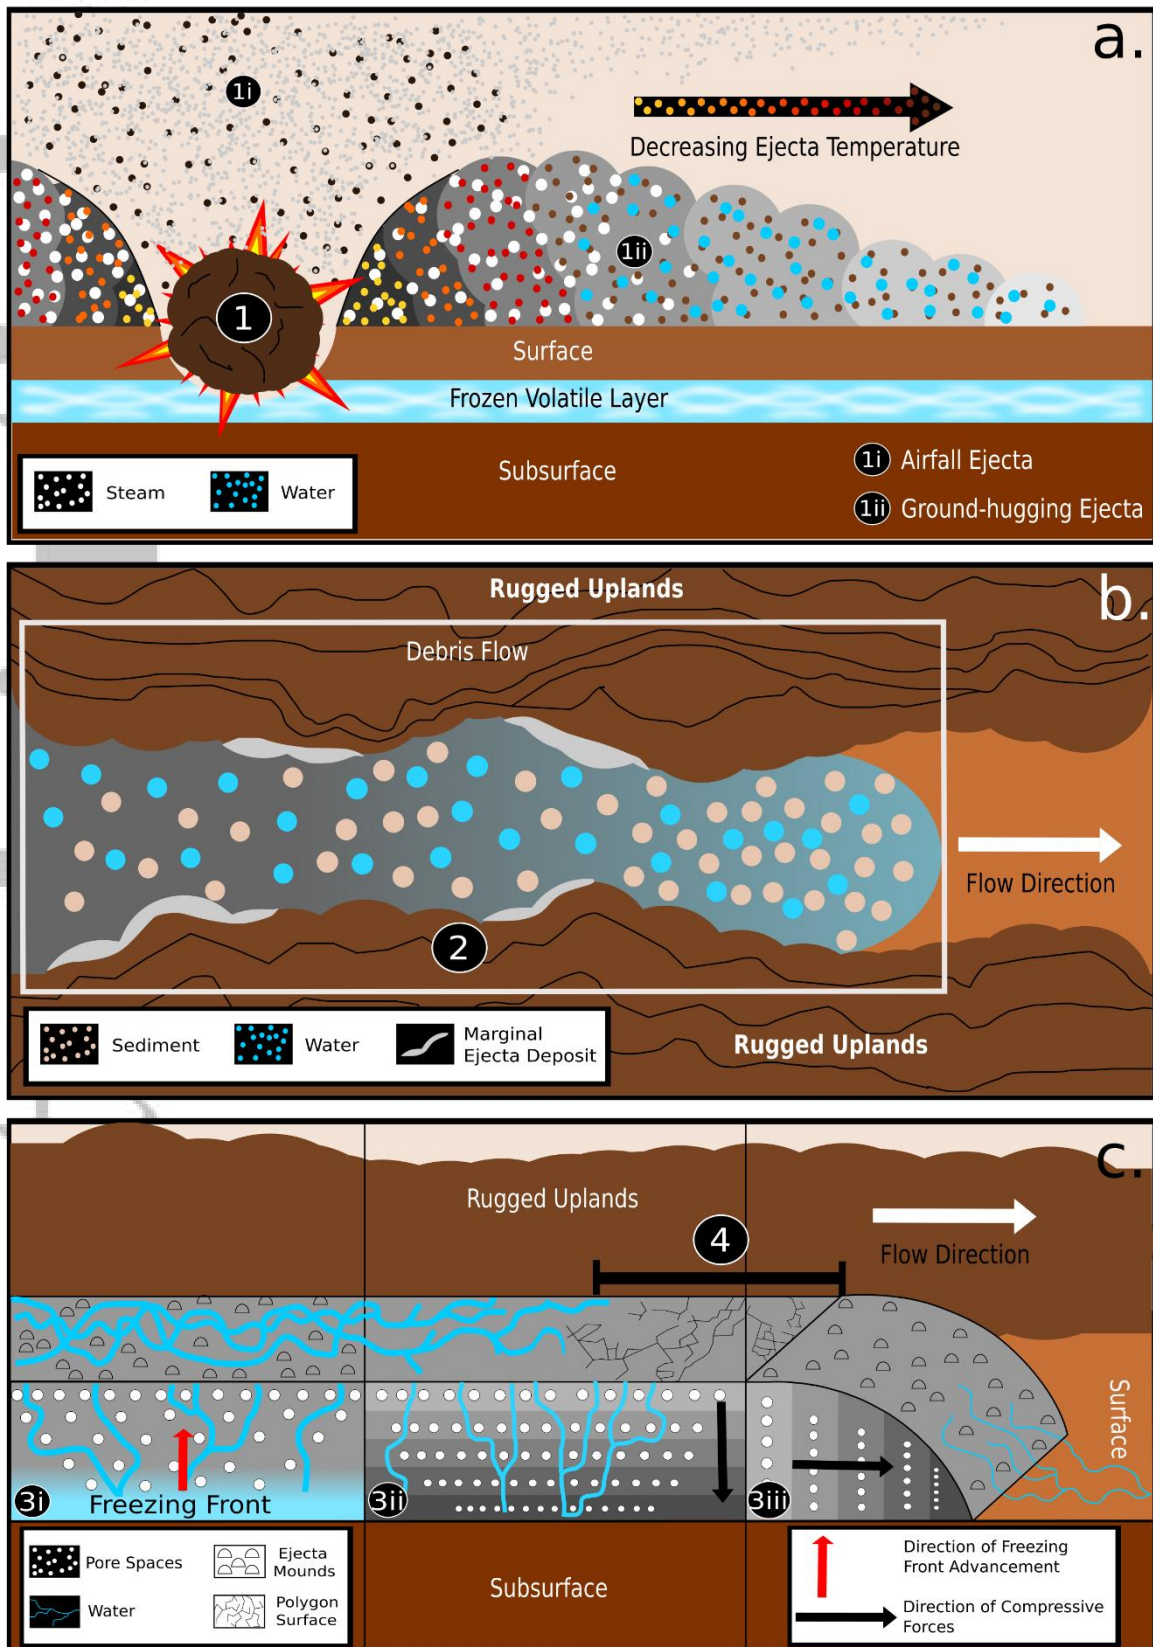 a.
1i
Decreasing Ejecta Temperature
1ii
1
Surface
Frozen Volatile Layer
Subsurface
1i Airfall Ejecta
1ii Ground-hugging Ejecta
Steam
Water
b.
Rugged Uplands
Debris Flow
Flow Direction
2
Sediment
Water
Marginal
Ejecta Deposit
Rugged Uplands
c.
Rugged Uplands
4
Flow Direction
Surface
3i
Freezing Front
3ii
3iii
Pore Spaces
Ejecta
Mounds
Water
Polygon
Surface
Subsurface
Direction of Freezing
Front Advancement
Direction of Compressive
Forces